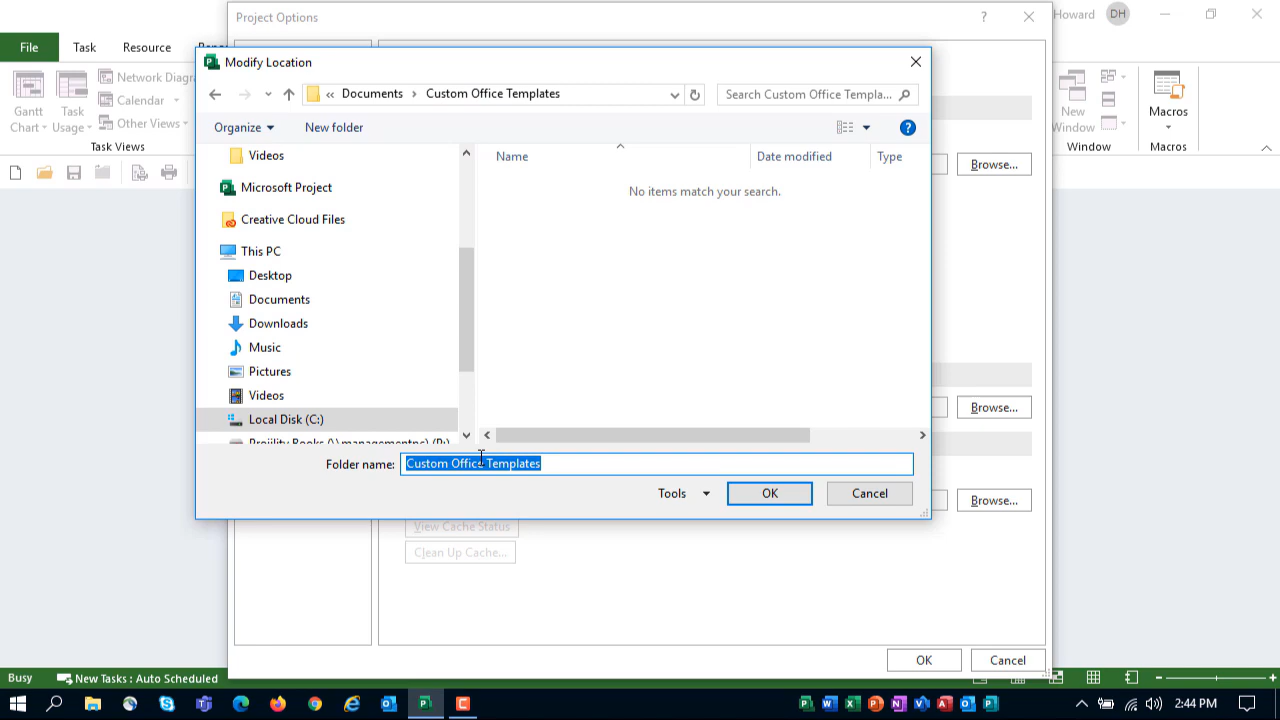 Project Options
?
Howard
DH
File
Task
Resource
Modify Location
Documents
Custom Office Templates
Search Custom Office Templa...
Network Diagra
Gantt
Chart
Task
Usage
Calendar
Other Views
Task Views
New
Window
Macros
Window
Macros
Organize
New folder
?
Videos
Name
Date modified
Type
Browse...
No items match your search.
Microsoft Project
Creative Cloud Files
This PC
Desktop
Documents
Downloads
Music
Pictures
Videos
Browse...
Local Disk (C:)
Projility Books (\\managementpc) (P:)
Folder name:
Custom Office Templates
Tools
OK
Cancel
Browse...
View Cache Status
Clean Up Cache...
OK
Cancel
Busy
New Tasks : Auto Scheduled
2:44 PM